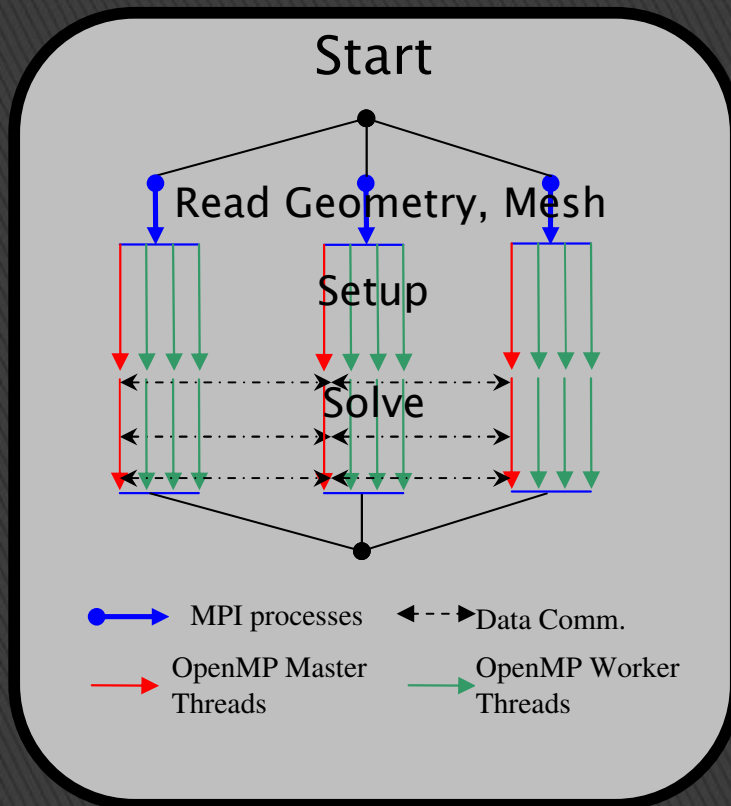 Start
Read Geometry, Mesh
Setup
Solve
MPI processes
Data Comm.
OpenMP Master
Threads
OpenMP Worker
Threads